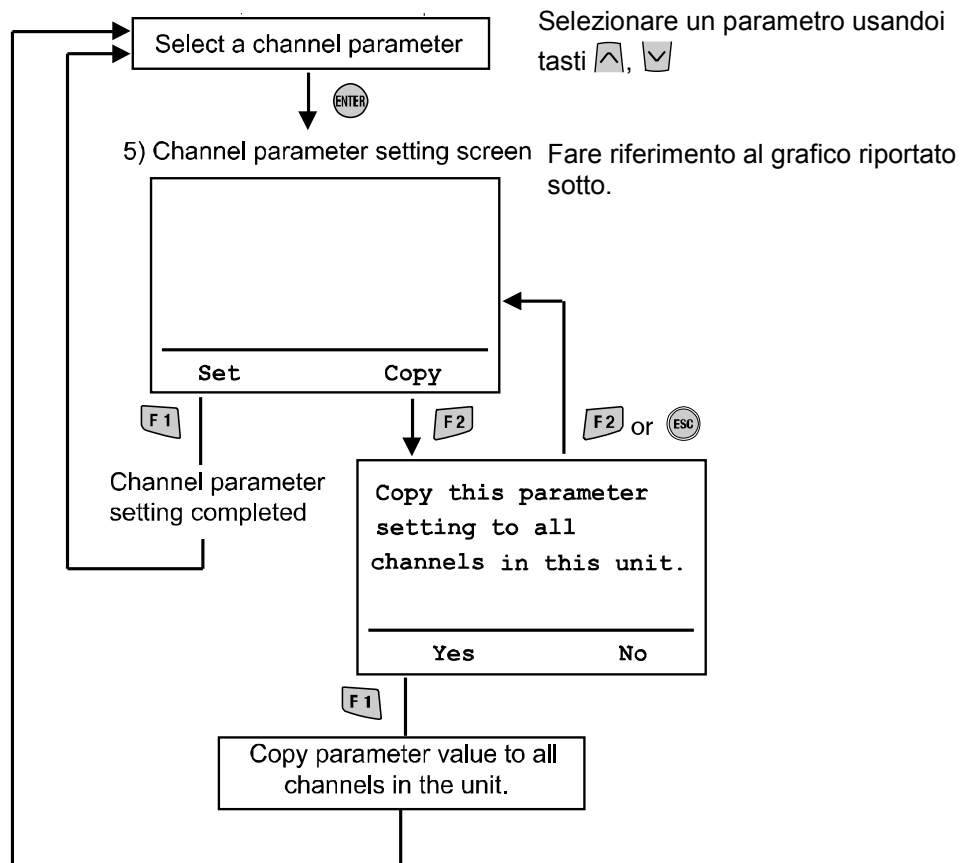 Select a channel parameter
Selezionare un parametro usandoi
tasti ,
ENTER
5) Channel parameter setting screen
Fare riferimento al grafico riportato
sotto.
Set Copy
F1
F2
F2 or ESC
Channel parameter
setting completed
Copy this parameter
setting to all
channels in this unit.
Yes No
F1
Copy parameter value to all
channels in the unit.